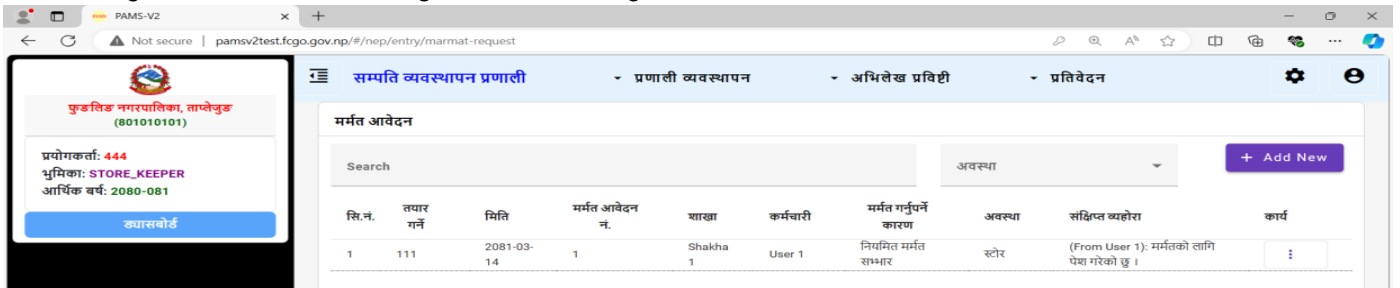 PAMS-V2
Not secure | pamsv2test.fcgo.gov.np/#/nep/entry/marmat-request
फुङलिङ नगरपालिका, ताप्लेजुङ
(801010101)
प्रयोगकर्ता: 444
भुमिका: STORE_KEEPER
आर्थिक बर्ष: 2080-081
ड्यासबोर्ड
सम्पति व्यवस्थापन प्रणाली
प्रणाली व्यवस्थापन
अभिलेख प्रविष्टी
प्रतिवेदन
मर्मत आवेदन
Search
अवस्था
+ Add New
सि.नं. तयार गर्ने मिति मर्मत आवेदन नं. शाखा कर्मचारी मर्मत गर्नुपर्ने कारण अवस्था संक्षिप्त व्यहोरा कार्य
1 111 2081-03-14 1 Shakha 1 User 1 नियमित मर्मत सम्भार स्टोर (From User 1): मर्मतको लागि पेश गरेको छु ।